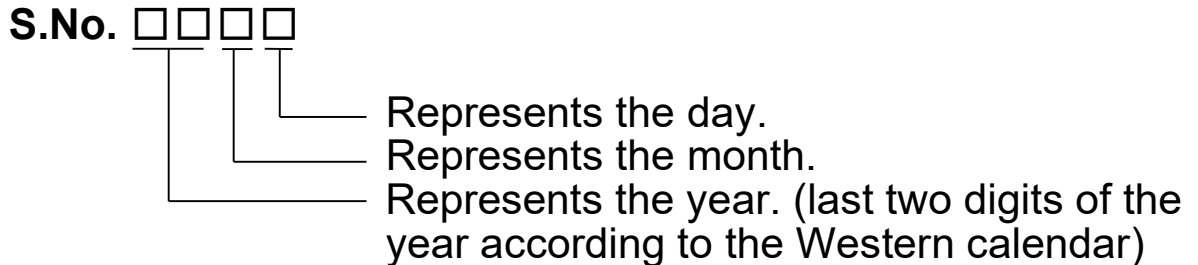 S.No. □□□□
Represents the day.
Represents the month.
Represents the year. (last two digits of the
year according to the Western calendar)